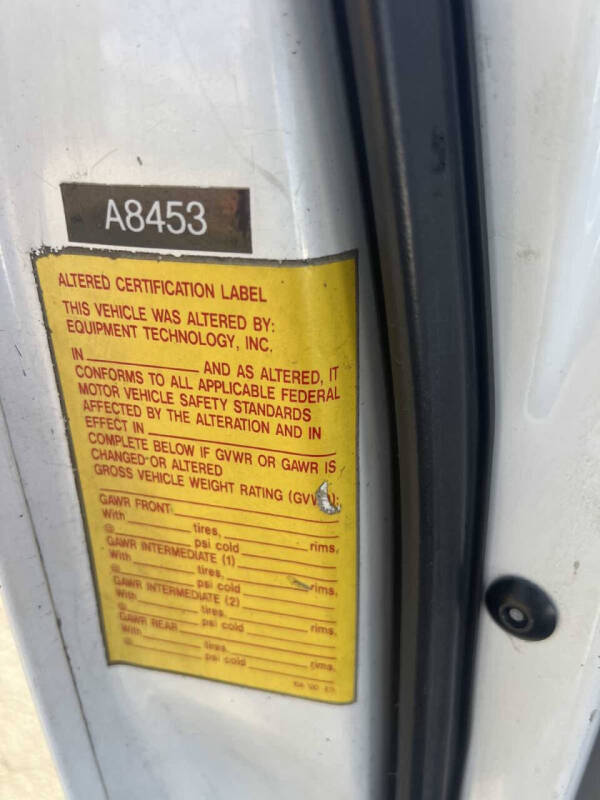 A8453
ALTERED CERTIFICATION LABEL
THIS VEHICLE WAS ALTERED BY:
EQUIPMENT TECHNOLOGY, INC.
IN AND AS ALTERED, IT
CONFORMS TO ALL APPLICABLE FEDERAL
MOTOR VEHICLE SAFETY STANDARDS
AFFECTED BY THE ALTERATION AND IN
EFFECT IN
COMPLETE BELOW IF GVWR OR GAWR IS
CHANGED OR ALTERED
GROSS VEHICLE WEIGHT RATING
GAWR FRONT
With tires, rims,
@ psi cold
GAWR INTERMEDIATE (1)
With tires, rims,
@ psi cold
GAWR INTERMEDIATE (2)
With tires, rims,
@ psi cold
GAWR REAR
With tires, rims,
@ psi cold